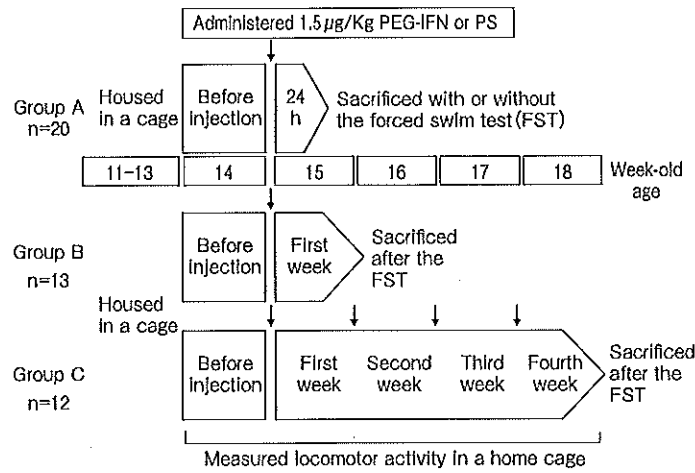 Administered 1.5μg/Kg PEG-IFN or PS
Group A
n=20
Housed
in a cage
Before
injection
24
h
Sacrificed with or without
the forced swim test (FST)
11-13
14
15
16
17
18
Week-old
age
Group B
n=13
Before
injection
First
week
Sacrificed
after the
FST
Housed
in a cage
Group C
n=12
Before
injection
First
week
Second
week
Third
week
Fourth
week
Sacrificed
after the
FST
Measured locomotor activity in a home cage